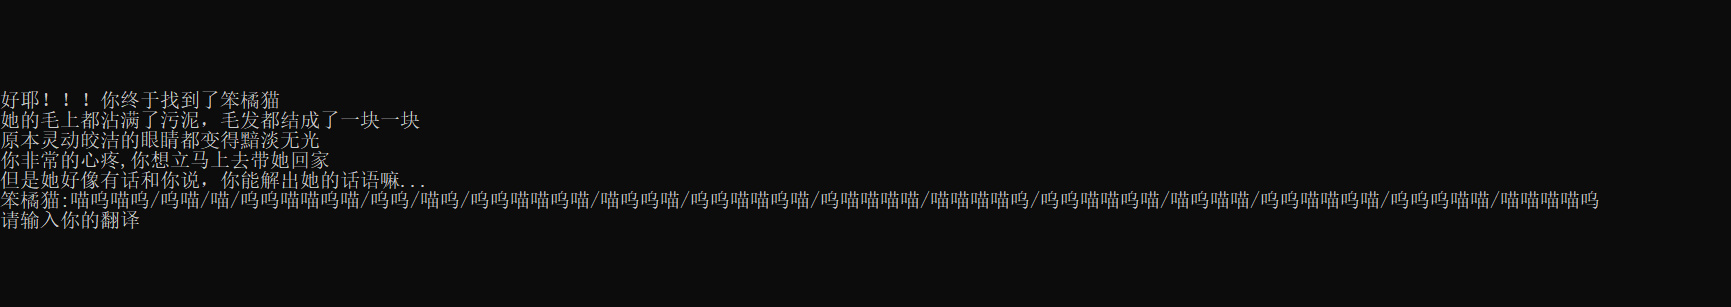 好耶！！！你终于找到了笨橘猫
她的毛上都沾满了污泥，毛发都结成了一块一块
原本灵动皎洁的眼睛都变得黯淡无光
你非常的心疼,你想立马上去带她回家
但是她好像有话和你说，你能解出她的话语嘛...
笨橘猫:喵呜喵呜/呜喵/喵/呜呜喵喵呜喵/呜呜/喵呜/呜呜喵喵呜喵/喵呜呜喵/呜呜喵喵呜喵/呜喵喵喵喵/喵喵喵喵呜/呜呜喵喵呜喵/喵呜喵喵/呜呜喵喵呜喵/呜呜呜喵喵/喵喵喵喵呜
请输入你的翻译